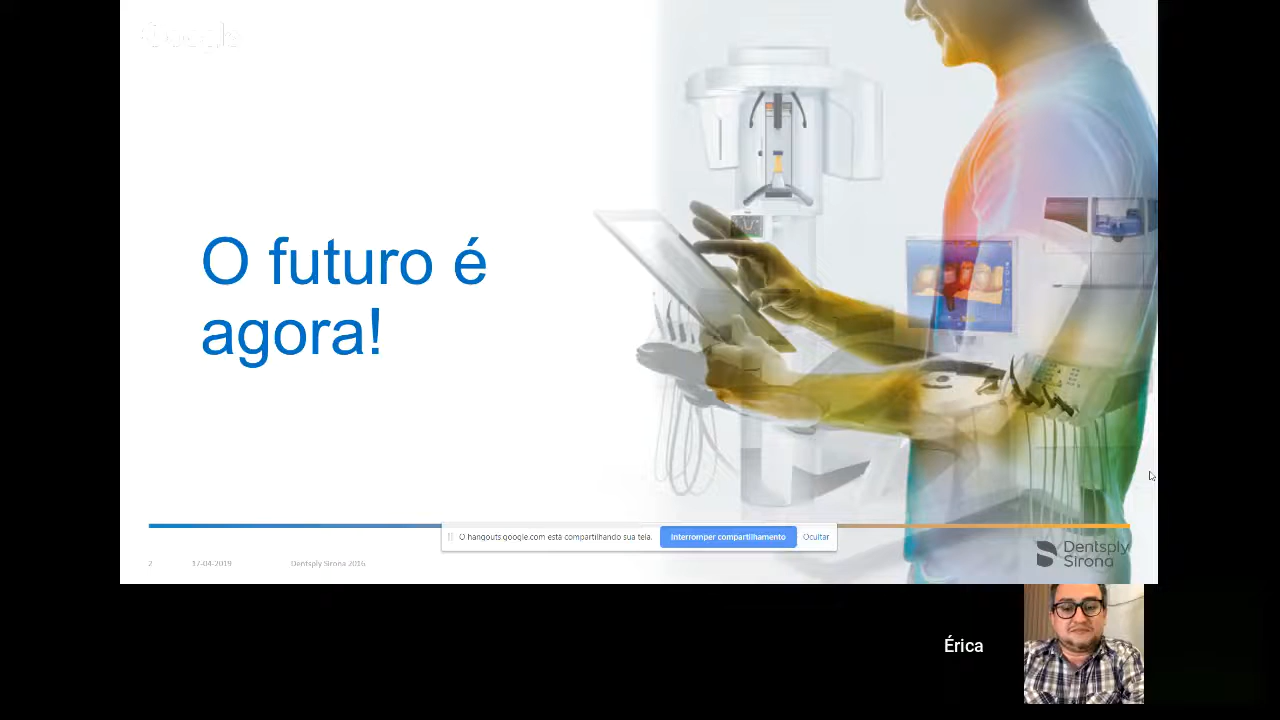 Google
O futuro é
agora!
O hangouts.google.com está compartilhando sua tela.
Interromper compartilhamento
Ocultar
2
17-04-2019
Dentsply Sirona 2016
Dentsply
Sirona
Érica